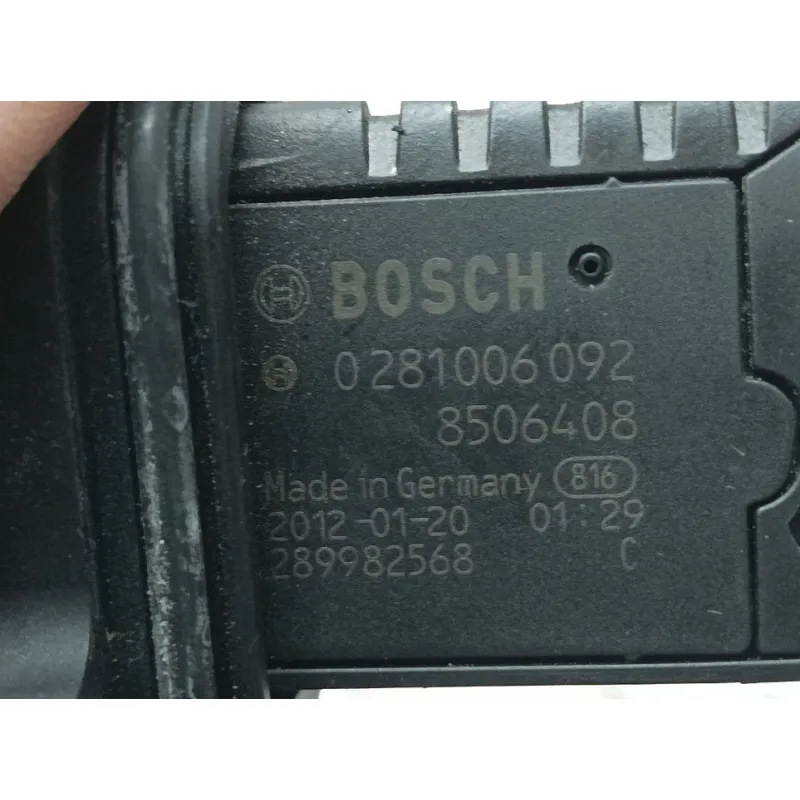 BOSCH
0 281 006 092
8506408
Made in Germany 816
2012-01-20 01:29
289982568 C